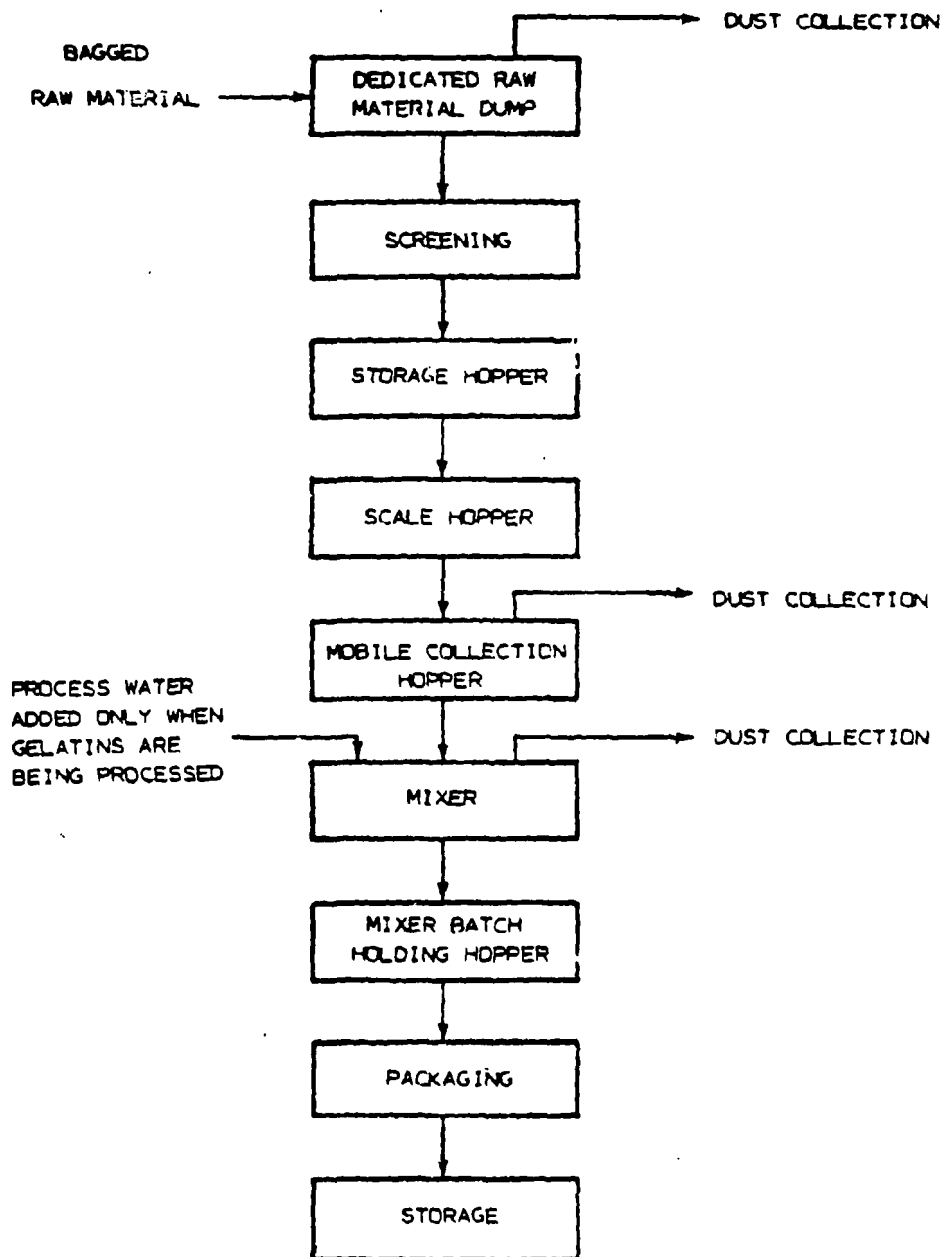 DUST COLLECTION
BAGGED
RAW MATERIAL
DEDICATED RAW
MATERIAL DUMP
SCREENING
STORAGE HOPPER
SCALE HOPPER
DUST COLLECTION
MOBILE COLLECTION
HOPPER
PROCESS WATER
ADDED ONLY WHEN
GELATINS ARE
BEING PROCESSED
DUST COLLECTION
MIXER
MIXER BATCH
HOLDING HOPPER
PACKAGING
STORAGE